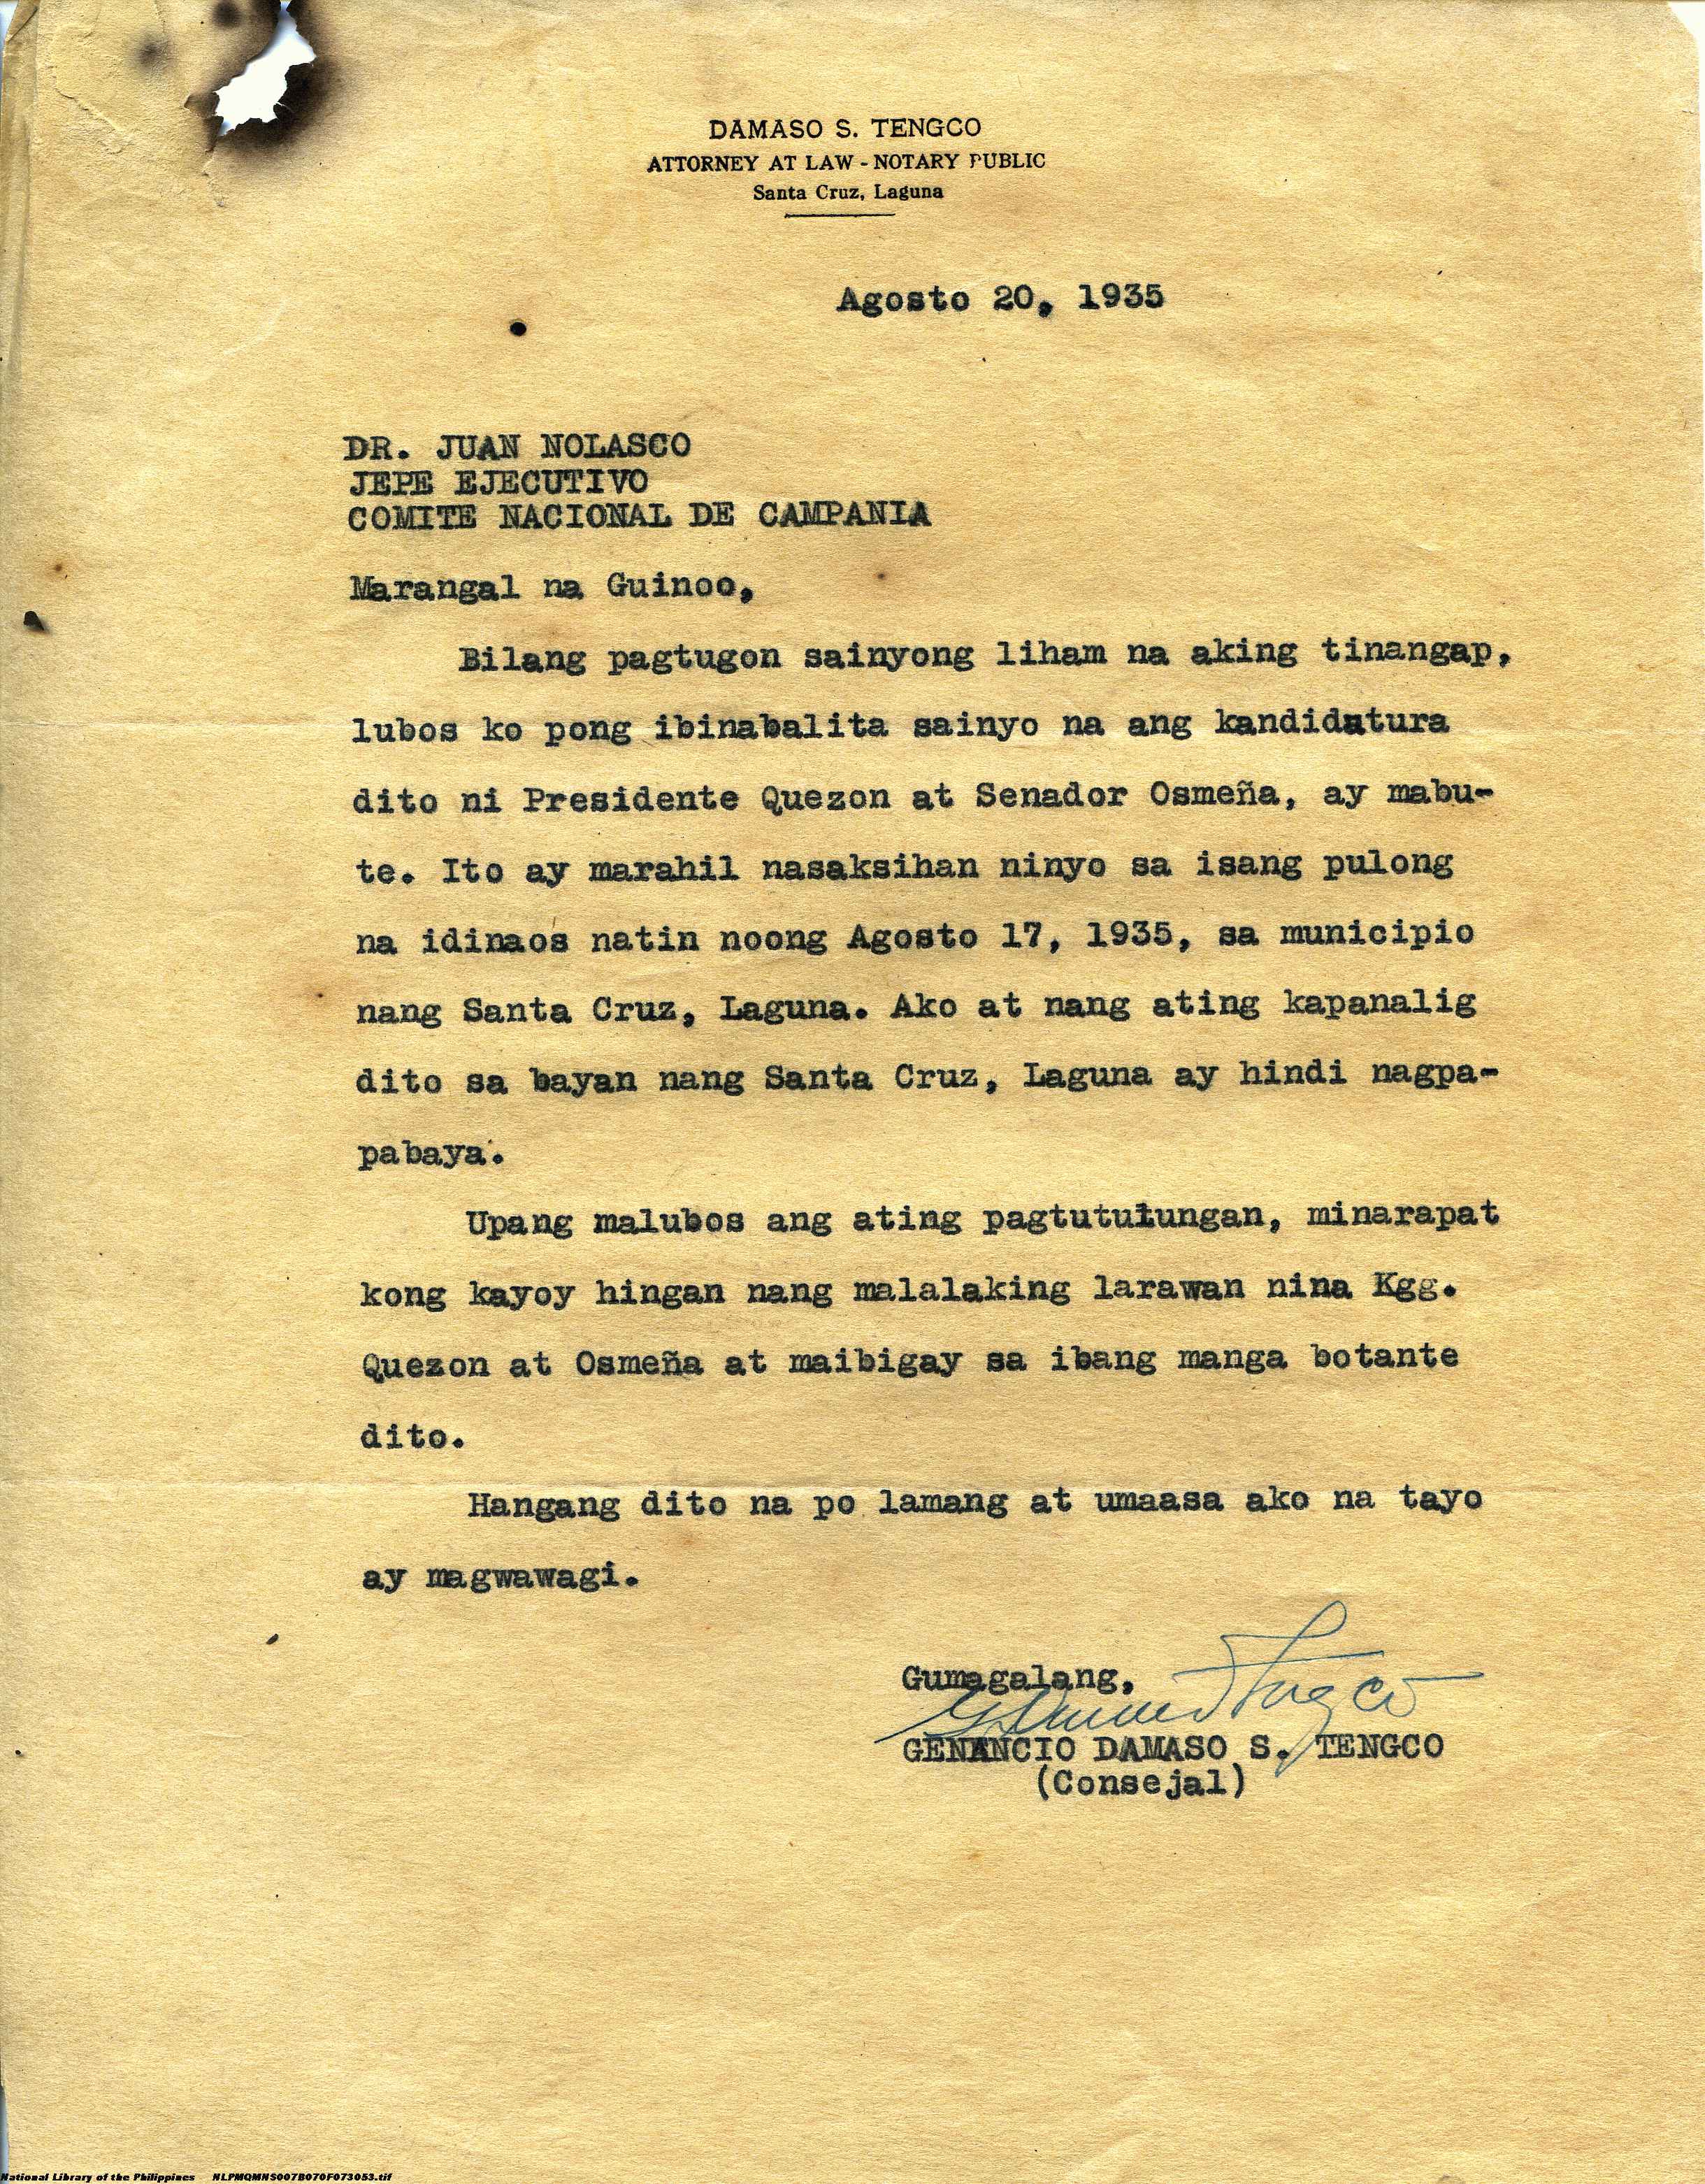 DAMASO S. TENGCO
ATTORNEY AT LAW - NOTARY PUBLIC
Santa Cruz, Laguna
Agosto 20, 1935
DR. JUAN NOLASCO
JEPE EJECUTIVO
COMITE NACIONAL DE CAMPANIA
Marangal na Guinoo,
Bilang pagtugon sainyong liham na aking tinangap,
lubos ko pong ibinabalita sainyo na ang kandidatura
dito ni Presidente Quezon at Senador Osmeña, ay mabu-
te. Ito ay marahil nasaksihan ninyo sa isang pulong
na idinaos natin noong Agosto 17, 1935, sa municipio
nang Santa Cruz, Laguna. Ako at nang ating kapanalig
dito sa bayan nang Santa Cruz, Laguna ay hindi nagpa-
pabaya.
Upang malubos ang ating pagtutulungan, minarapat
kong kayoy hingan nang malalaking larawan nina Kgg.
Quezon at Osmeña at maibigay sa ibang manga botante
dito.
Hangang dito na po lamang at umaasa ako na tayo
ay magwawagi.
Gumagalang,
GENANCIO DAMASO S. TENGCO
(Consejal)
National Library of the Philippines NLPMQMNS007B070F073053.tif